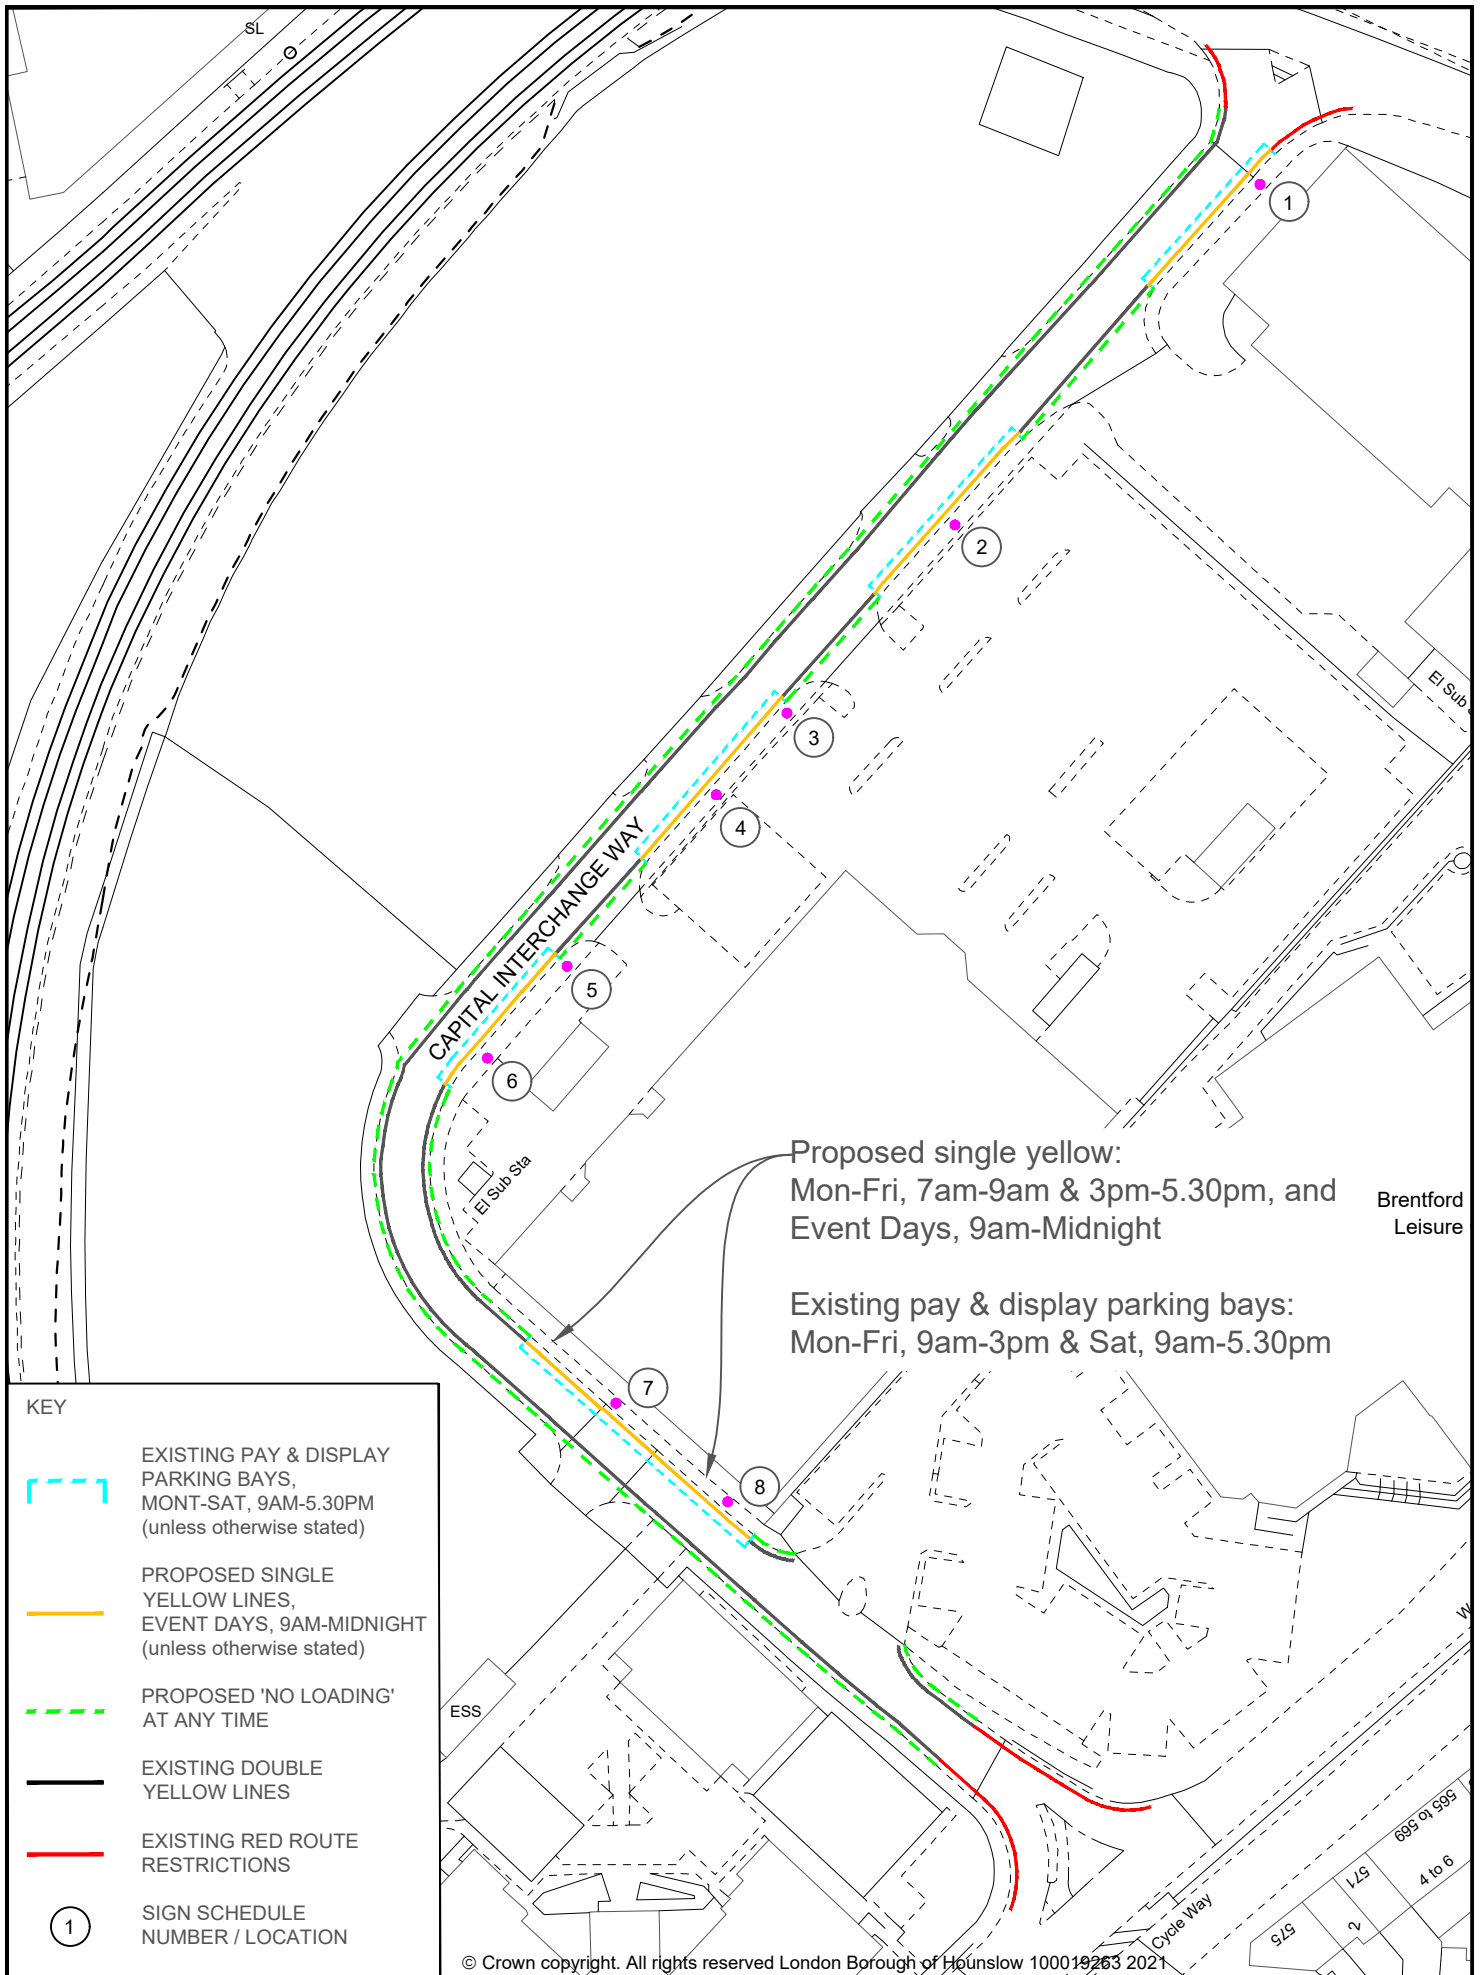 SL
1
2
3
4
5
6
7
8
CAPITAL INTERCHANGE WAY
El Sub
El Sub Sta
Proposed single yellow:
Mon-Fri, 7am-9am & 3pm-5.30pm, and
Event Days, 9am-Midnight
Existing pay & display parking bays:
Mon-Fri, 9am-3pm & Sat, 9am-5.30pm
Brentford
Leisure
KEY
EXISTING PAY & DISPLAY
PARKING BAYS,
MONT-SAT, 9AM-5.30PM
(unless otherwise stated)
PROPOSED SINGLE
YELLOW LINES,
EVENT DAYS, 9AM-MIDNIGHT
(unless otherwise stated)
PROPOSED 'NO LOADING'
AT ANY TIME
EXISTING DOUBLE
YELLOW LINES
EXISTING RED ROUTE
RESTRICTIONS
1
SIGN SCHEDULE
NUMBER / LOCATION
ESS
W
565 to 569
9 to 4
571
2
575
Cycle Way
© Crown copyright. All rights reserved London Borough of Hounslow 100019263 2021